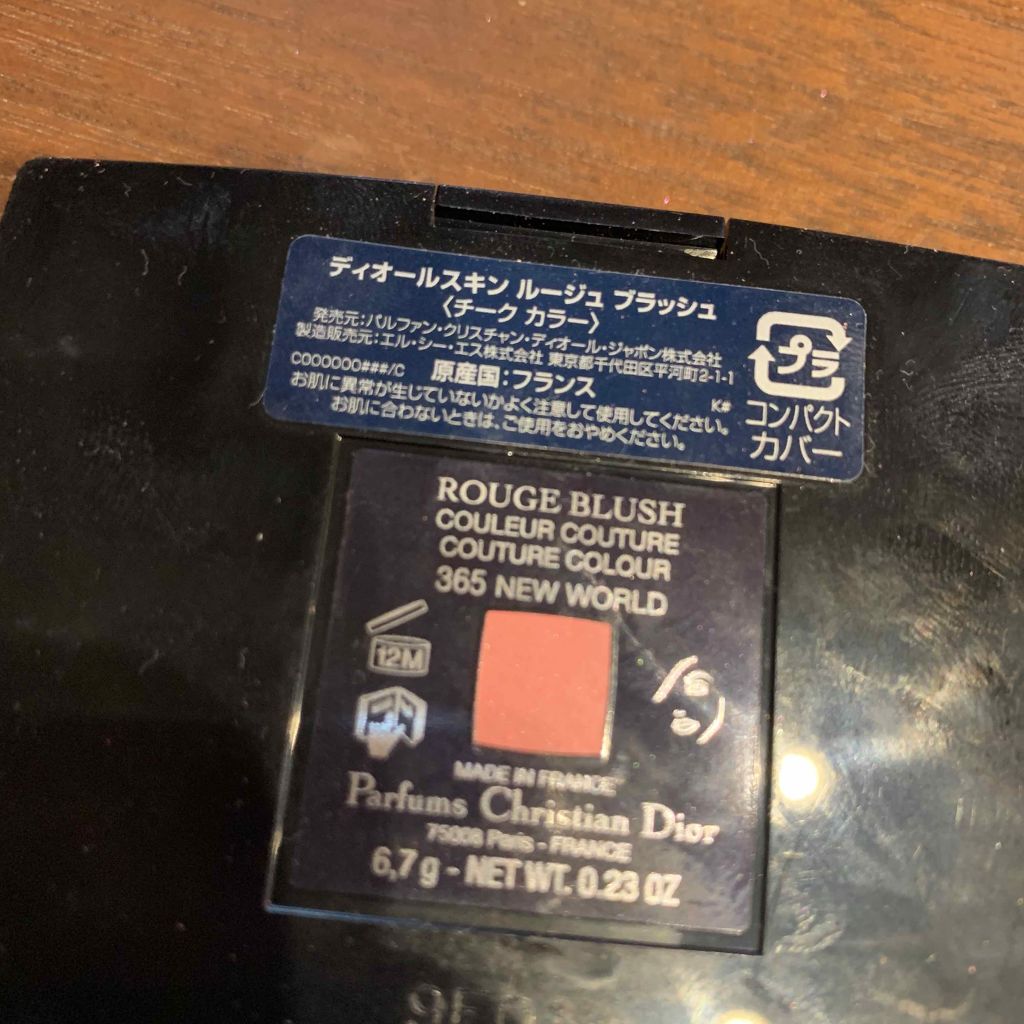 ディオールスキン ルージュ ブラッシュ
〈チーク カラー〉
発売元:パルファン・クリスチャン・ディオール・ジャポン株式会社
製造販売元:エル・シー・エス株式会社 東京都千代田区平河町2-1-1
C000000###/C 原産国:フランス K#
お肌に異常が生じていないかよく注意して使用してください。
お肌に合わないときは、ご使用をおやめください。
プラ
コンパクト
カバー
ROUGE BLUSH
COULEUR COUTURE
COUTURE COLOUR
365 NEW WORLD
12M
MADE IN FRANCE
Parfums Christian Dior
75008 Paris - FRANCE
6,7g - NET WT. 0.23 OZ